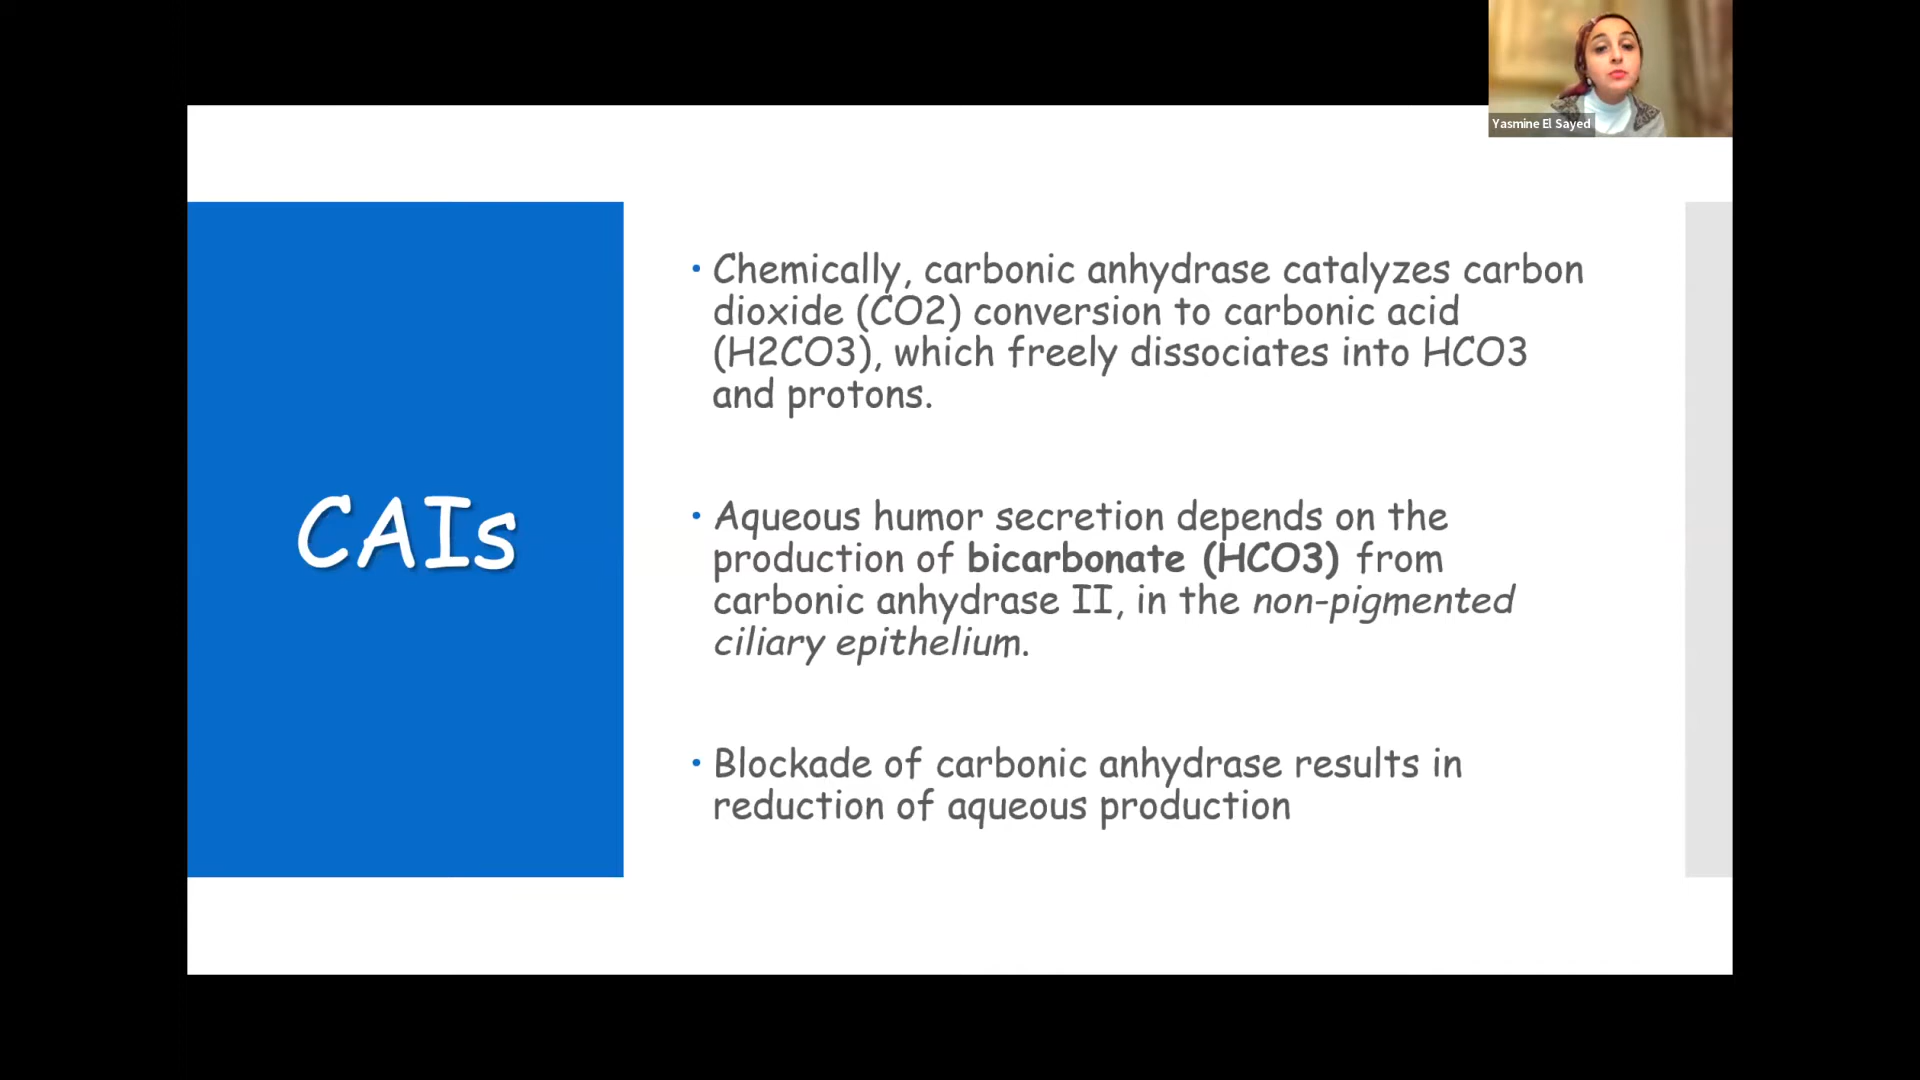 Yasmine El Sayed
CAIs
• Chemically, carbonic anhydrase catalyzes carbon
dioxide (CO2) conversion to carbonic acid
(H2CO3), which freely dissociates into HCO3
and protons.
• Aqueous humor secretion depends on the
production of bicarbonate (HCO3) from
carbonic anhydrase II, in the non-pigmented
ciliary epithelium.
• Blockade of carbonic anhydrase results in
reduction of aqueous production